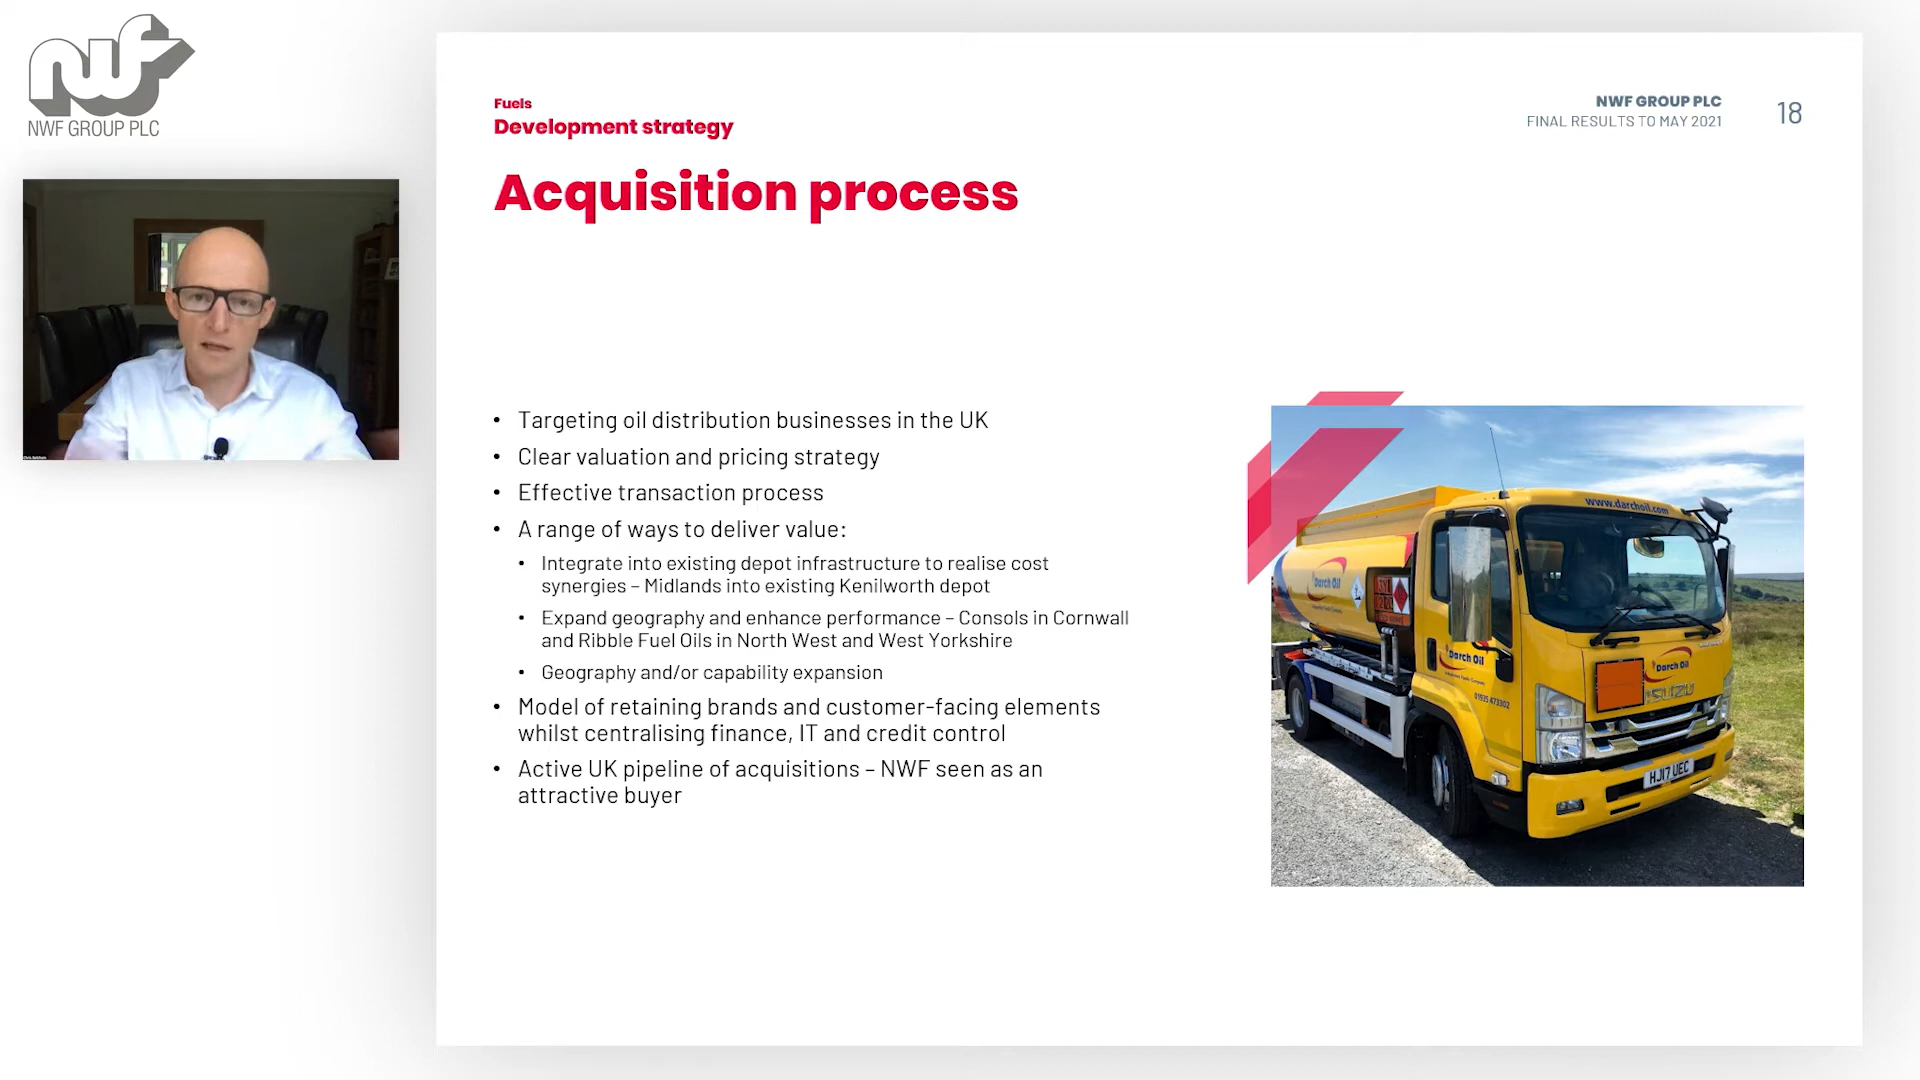 nwf
NWF GROUP PLC
Fuels
Development strategy
NWF GROUP PLC
FINAL RESULTS TO MAY 2021
18
Acquisition process
• Targeting oil distribution businesses in the UK
• Clear valuation and pricing strategy
• Effective transaction process
• A range of ways to deliver value:
• Integrate into existing depot infrastructure to realise cost
synergies – Midlands into existing Kenilworth depot
• Expand geography and enhance performance – Consols in Cornwall
and Ribble Fuel Oils in North West and West Yorkshire
• Geography and/or capability expansion
• Model of retaining brands and customer-facing elements
whilst centralising finance, IT and credit control
• Active UK pipeline of acquisitions – NWF seen as an
attractive buyer
www.darchoil.com
Darch Oil
Darch Oil
01935 473302
Darch Oil
ISUZU
HJ17 UEC